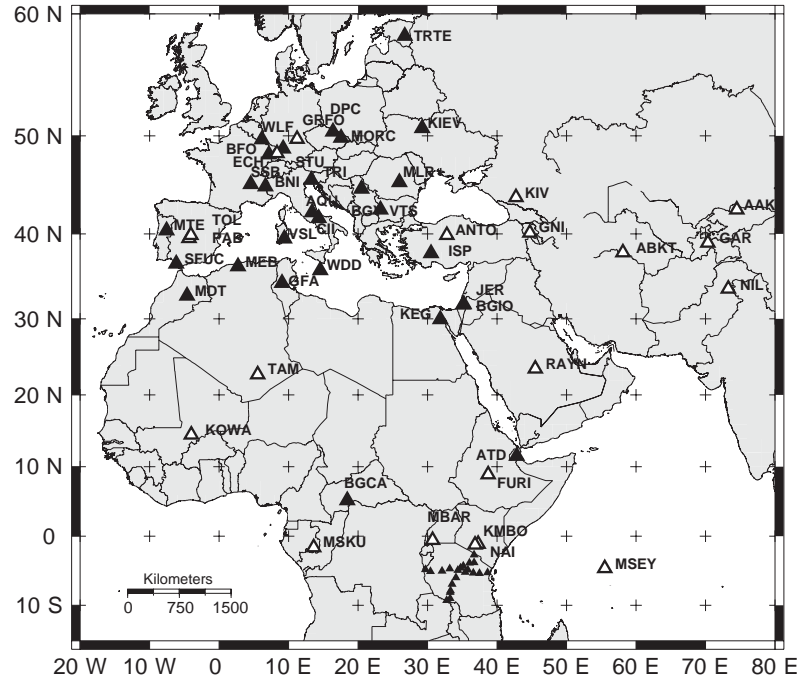 60 N
TRTE
DPC
GRFO
KIEV
WLF
50 N
MORC
BFO
ECH
STU
SSB
TRI
MLR
BNI
KIV
AQU
AAK
MTE
TOL
BGY
VTS
GNI
CII
ANTO
PAB
VSL
GAR
40 N
ISP
ABKT
SFUC
MEB
WDD
GFA
NIL
MDT
JER
BGIO
KEG
30 N
RAYN
TAM
20 N
KOWA
ATD
10 N
FURI
BGCA
MBAR
KMBO
0
MSKU
NAI
MSEY
Kilometers
0 750 1500
10 S
20 W 10 W 0 10 E 20 E 30 E 40 E 50 E 60 E 70 E 80 E